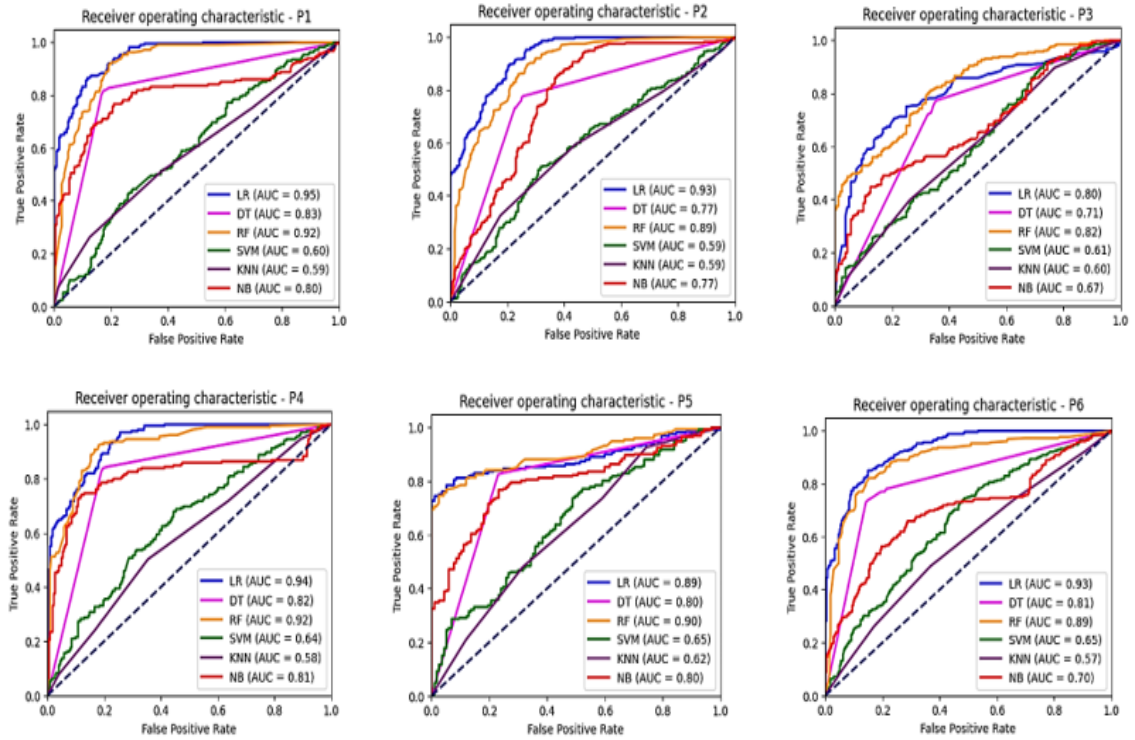 Receiver operating characteristic - P1
1.0
0.8
0.6
0.4
0.2
0.0
True Positive Rate
LR (AUC = 0.95)
DT (AUC = 0.83)
RF (AUC = 0.92)
SVM (AUC = 0.60)
KNN (AUC = 0.59)
NB (AUC = 0.80)
0.0 0.2 0.4 0.6 0.8 1.0
False Positive Rate
Receiver operating characteristic - P2
1.0
0.8
0.6
0.4
0.2
0.0
True Positive Rate
LR (AUC = 0.93)
DT (AUC = 0.77)
RF (AUC = 0.89)
SVM (AUC = 0.59)
KNN (AUC = 0.59)
NB (AUC = 0.77)
0.0 0.2 0.4 0.6 0.8 1.0
False Positive Rate
Receiver operating characteristic - P3
1.0
0.8
0.6
0.4
0.2
0.0
True Positive Rate
LR (AUC = 0.80)
DT (AUC = 0.71)
RF (AUC = 0.82)
SVM (AUC = 0.61)
KNN (AUC = 0.60)
NB (AUC = 0.67)
0.0 0.2 0.4 0.6 0.8 1.0
False Positive Rate
Receiver operating characteristic - P4
1.0
0.8
0.6
0.4
0.2
0.0
True Positive Rate
LR (AUC = 0.94)
DT (AUC = 0.82)
RF (AUC = 0.92)
SVM (AUC = 0.64)
KNN (AUC = 0.58)
NB (AUC = 0.81)
0.0 0.2 0.4 0.6 0.8 1.0
False Positive Rate
Receiver operating characteristic - P5
1.0
0.8
0.6
0.4
0.2
0.0
True Positive Rate
LR (AUC = 0.89)
DT (AUC = 0.80)
RF (AUC = 0.90)
SVM (AUC = 0.65)
KNN (AUC = 0.62)
NB (AUC = 0.80)
0.0 0.2 0.4 0.6 0.8 1.0
False Positive Rate
Receiver operating characteristic - P6
1.0
0.8
0.6
0.4
0.2
0.0
True Positive Rate
LR (AUC = 0.93)
DT (AUC = 0.81)
RF (AUC = 0.89)
SVM (AUC = 0.65)
KNN (AUC = 0.57)
NB (AUC = 0.70)
0.0 0.2 0.4 0.6 0.8 1.0
False Positive Rate